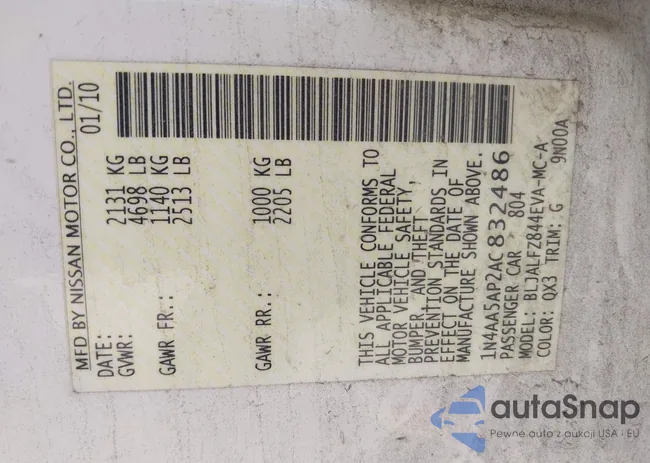 MFD BY NISSAN MOTOR CO., LTD.
DATE: 01/10
GVWR: 2131 KG
4698 LB
GAWR FR.: 1140 KG
2513 LB
GAWR RR.: 1000 KG
2205 LB
THIS VEHICLE CONFORMS TO
ALL APPLICABLE FEDERAL
MOTOR VEHICLE SAFETY,
BUMPER, AND THEFT
PREVENTION STANDARDS IN
EFFECT ON THE DATE OF
MANUFACTURE SHOWN ABOVE.
1N4AA5AP2AC832486
PASSENGER CAR 804
MODEL: BLJALFZ844EVA-MC-A
COLOR: QX3 TRIM: G 9N00A
autaSnap
Pewne auto z aukcji USA i EU